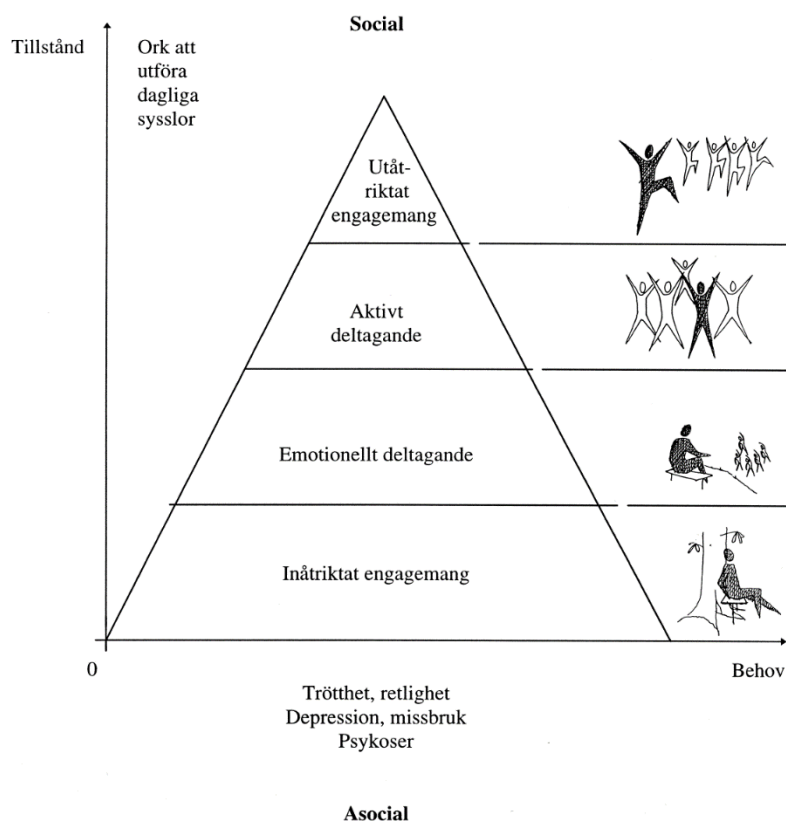 Social
Tillstånd
Ork att
utföra
dagliga
sysslor
Utåt-
riktat
engagemang
Aktivt
deltagande
Emotionellt deltagande
Inåtriktat engagemang
0
Behov
Trötthet, retlighet
Depression, missbruk
Psykoser
Asocial